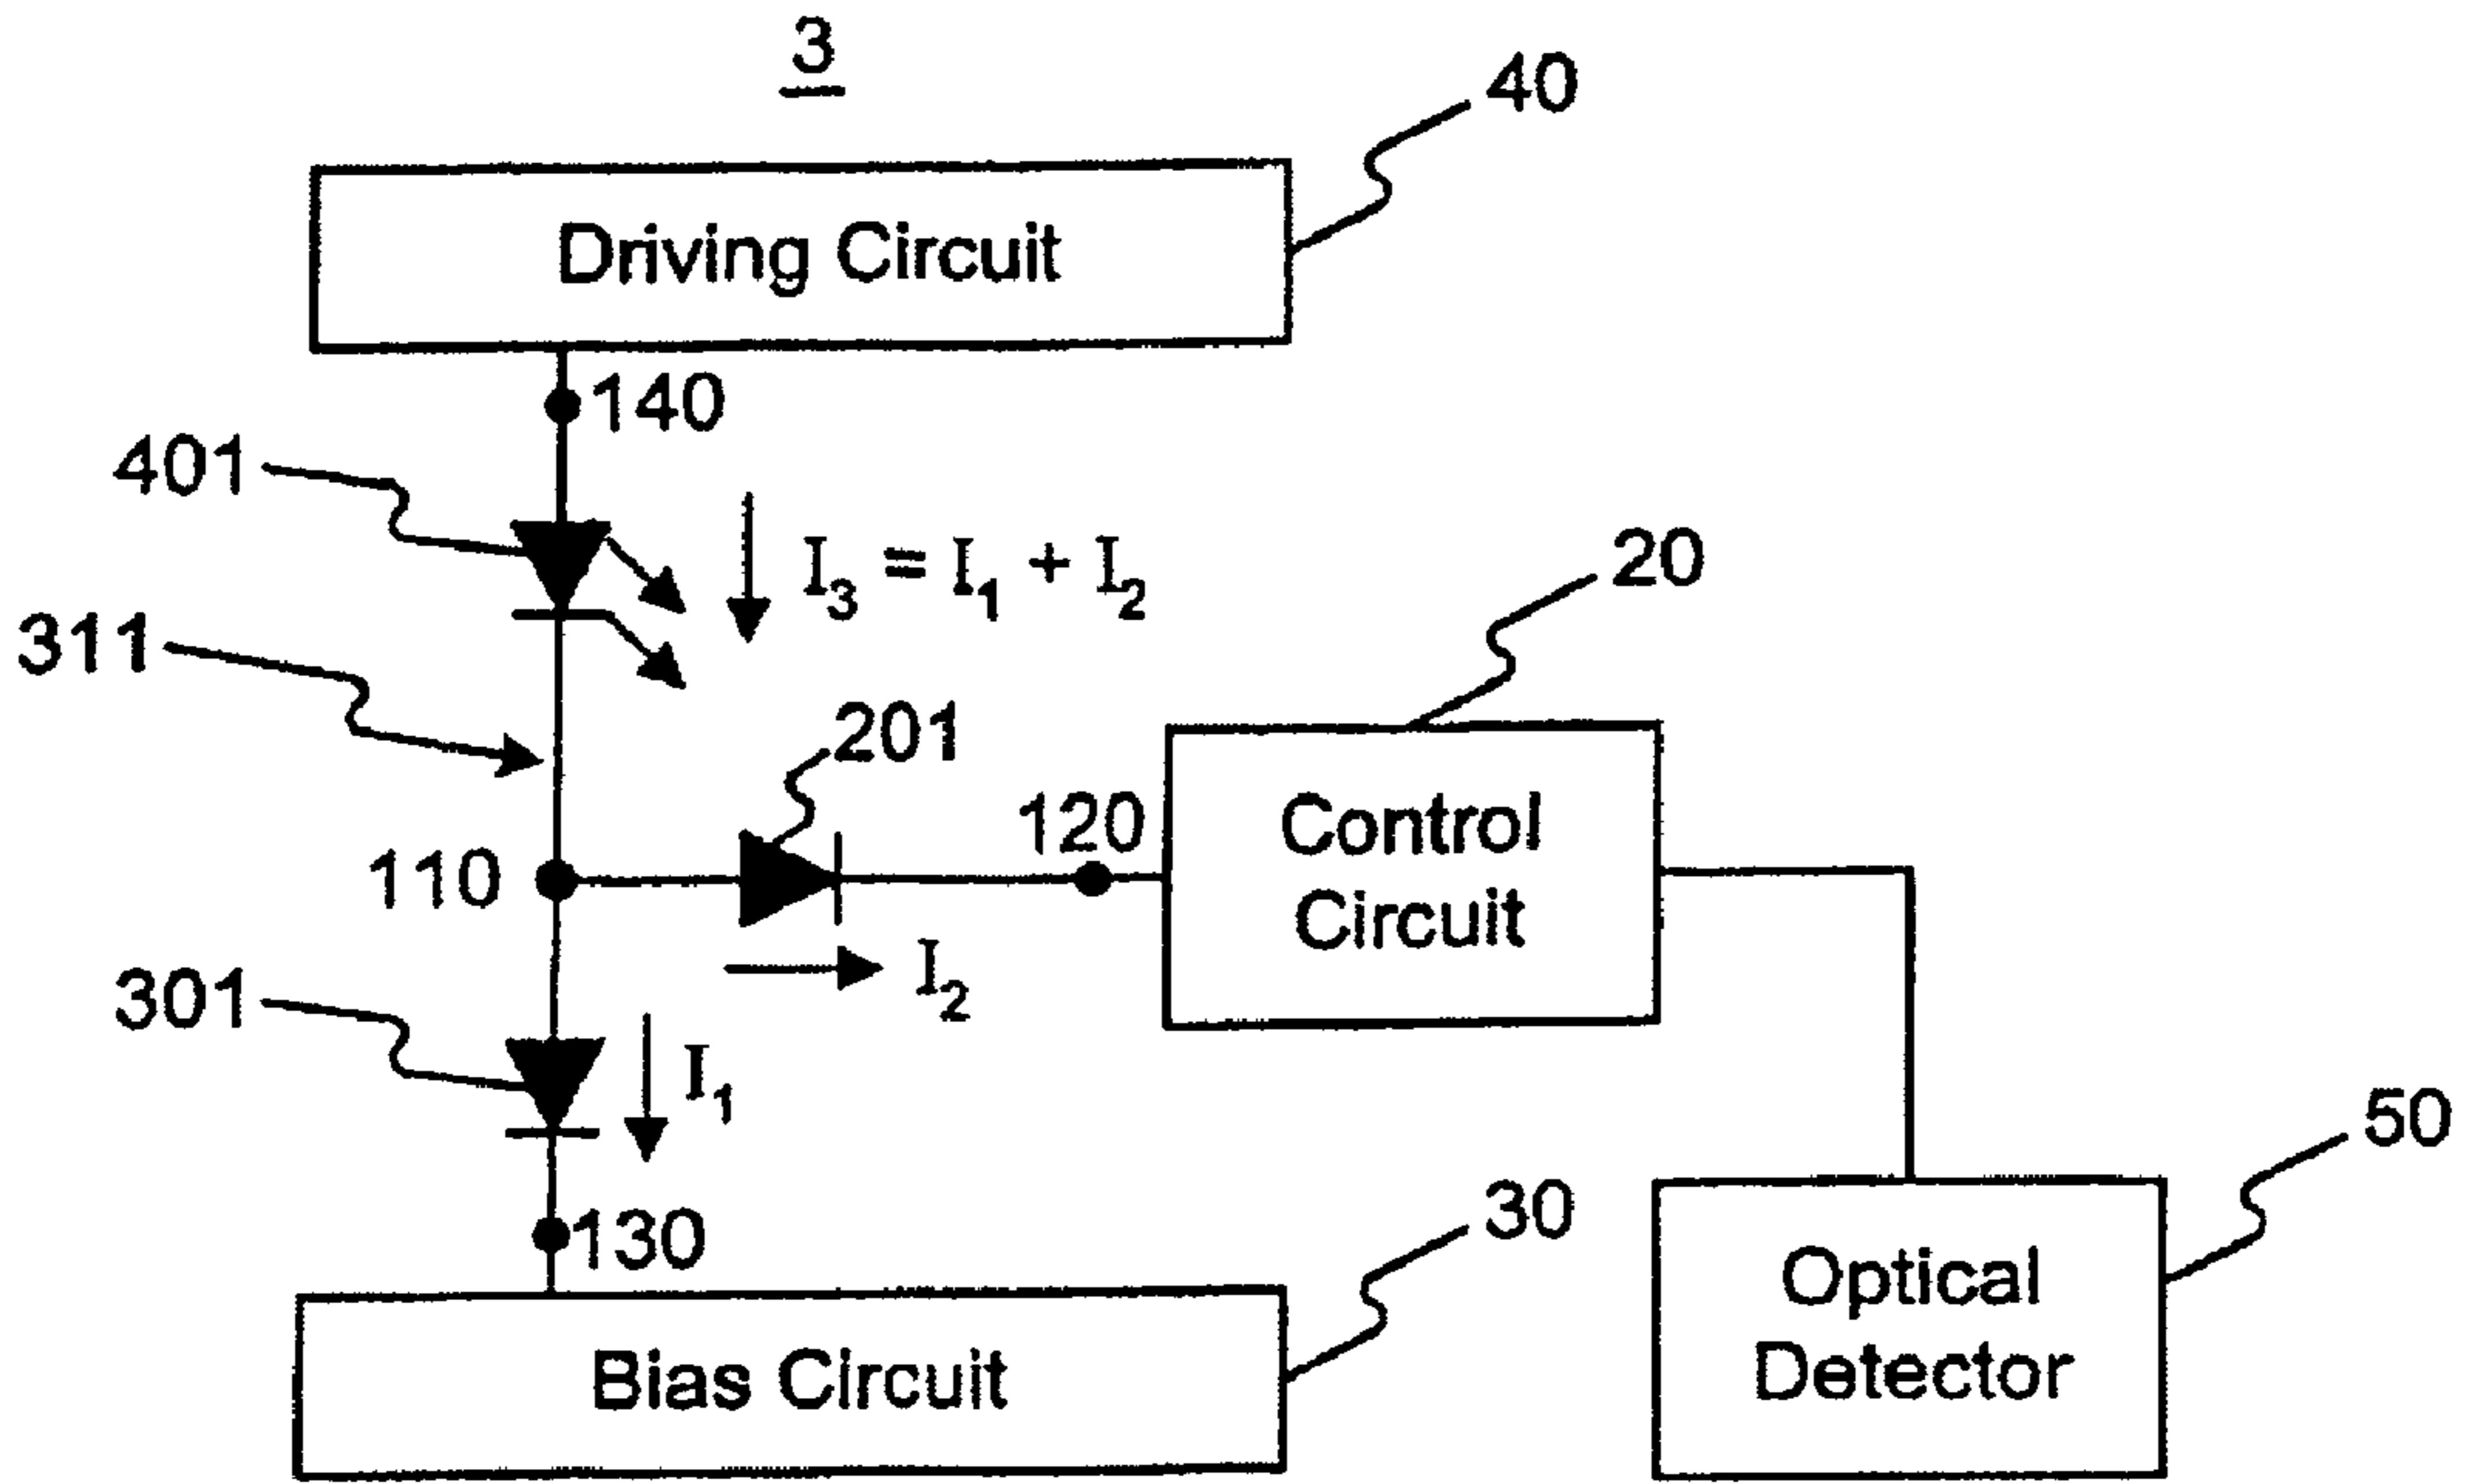 3
40
Driving Circuit
140
401
I₃ = I₁ + I₂
20
311
201
120
Control
Circuit
110
I₂
301
I₁
50
130
30
Optical
Detector
Bias Circuit